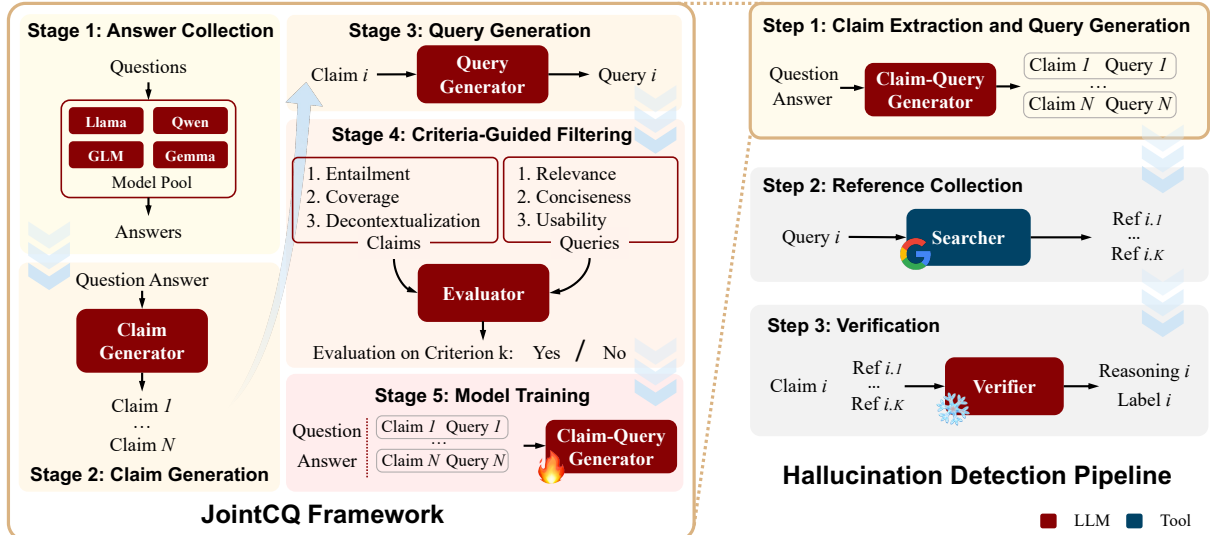 Stage 1: Answer Collection
Questions
Llama
Qwen
GLM
Gemma
Model Pool
Answers
Question Answer
Claim
Generator
Claim 1
...
Claim N
Stage 2: Claim Generation
Stage 3: Query Generation
Claim i
Query
Generator
Query i
Stage 4: Criteria-Guided Filtering
1. Entailment
2. Coverage
3. Decontextualization
Claims
1. Relevance
2. Conciseness
3. Usability
Queries
Evaluator
Evaluation on Criterion k: Yes / No
Stage 5: Model Training
Question
Answer
Claim 1 Query 1
...
Claim N Query N
Claim-Query
Generator
JointCQ Framework
Step 1: Claim Extraction and Query Generation
Question
Answer
Claim-Query
Generator
Claim 1 Query 1
...
Claim N Query N
Step 2: Reference Collection
Query i
Searcher
Ref i.1
...
Ref i.K
Step 3: Verification
Claim i
Ref i.1
...
Ref i.K
Verifier
Reasoning i
Label i
Hallucination Detection Pipeline
LLM
Tool